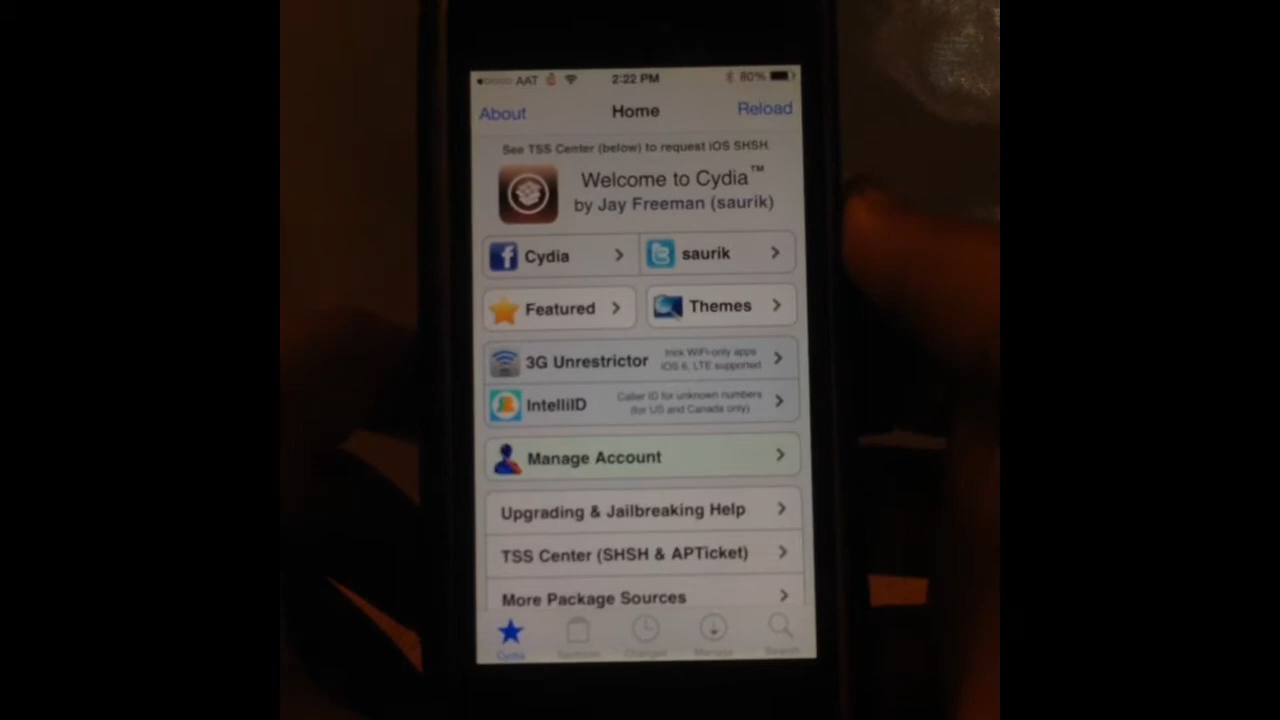 AAT 2:22 PM 80%
About Home Reload
See TSS Center (below) to request iOS SHSH.
Welcome to Cydia™
by Jay Freeman (saurik)
Cydia saurik
Featured Themes
3G Unrestrictor trick WiFi-only apps
iOS 6, LTE supported
IntelliID Caller ID for unknown numbers
(for US and Canada only)
Manage Account
Upgrading & Jailbreaking Help
TSS Center (SHSH & APTicket)
More Package Sources
Cydia Sections Changes Manage Search